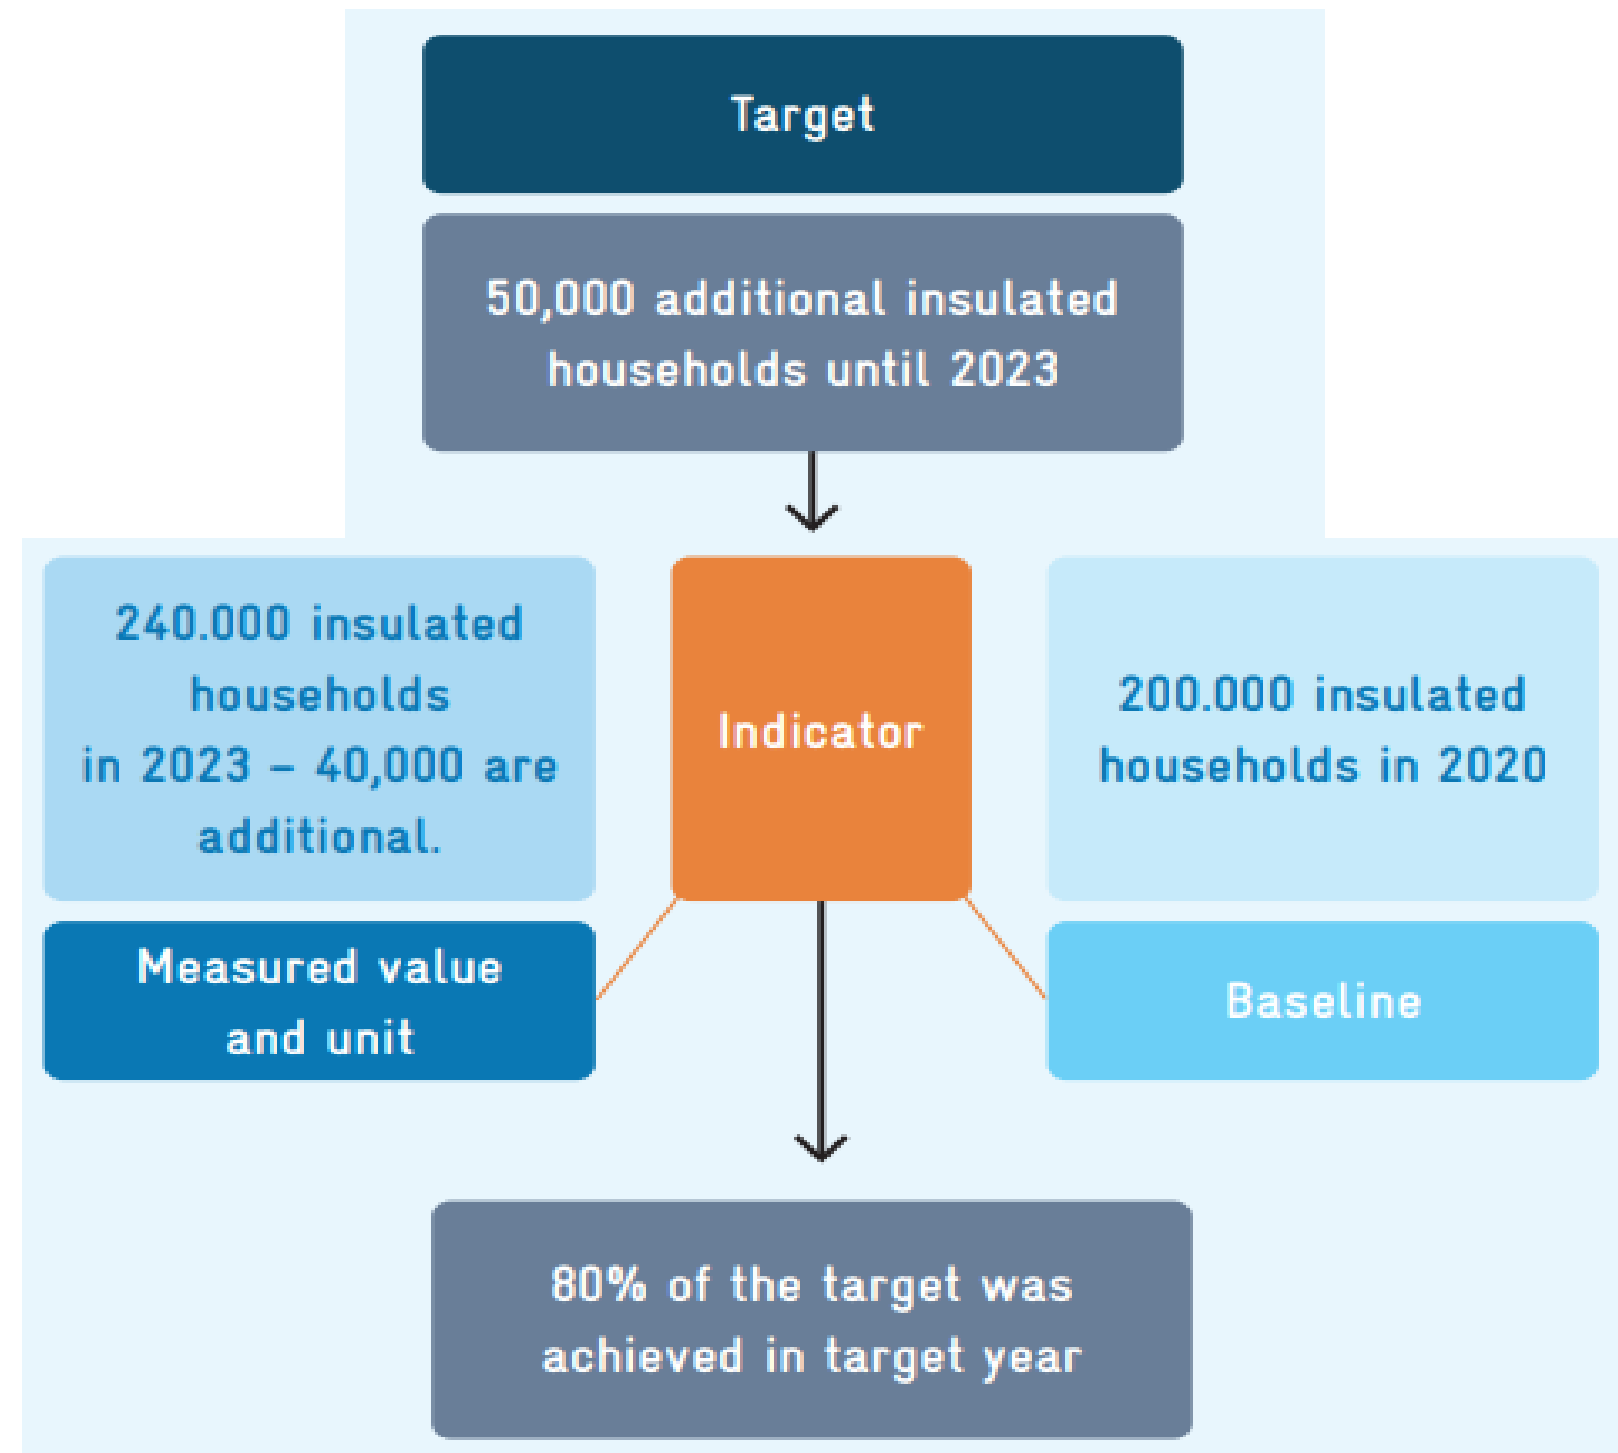 Target
50,000 additional insulated
households until 2023
240.000 insulated
households
in 2023 – 40,000 are
additional.
Indicator
200.000 insulated
households in 2020
Measured value
and unit
Baseline
80% of the target was
achieved in target year